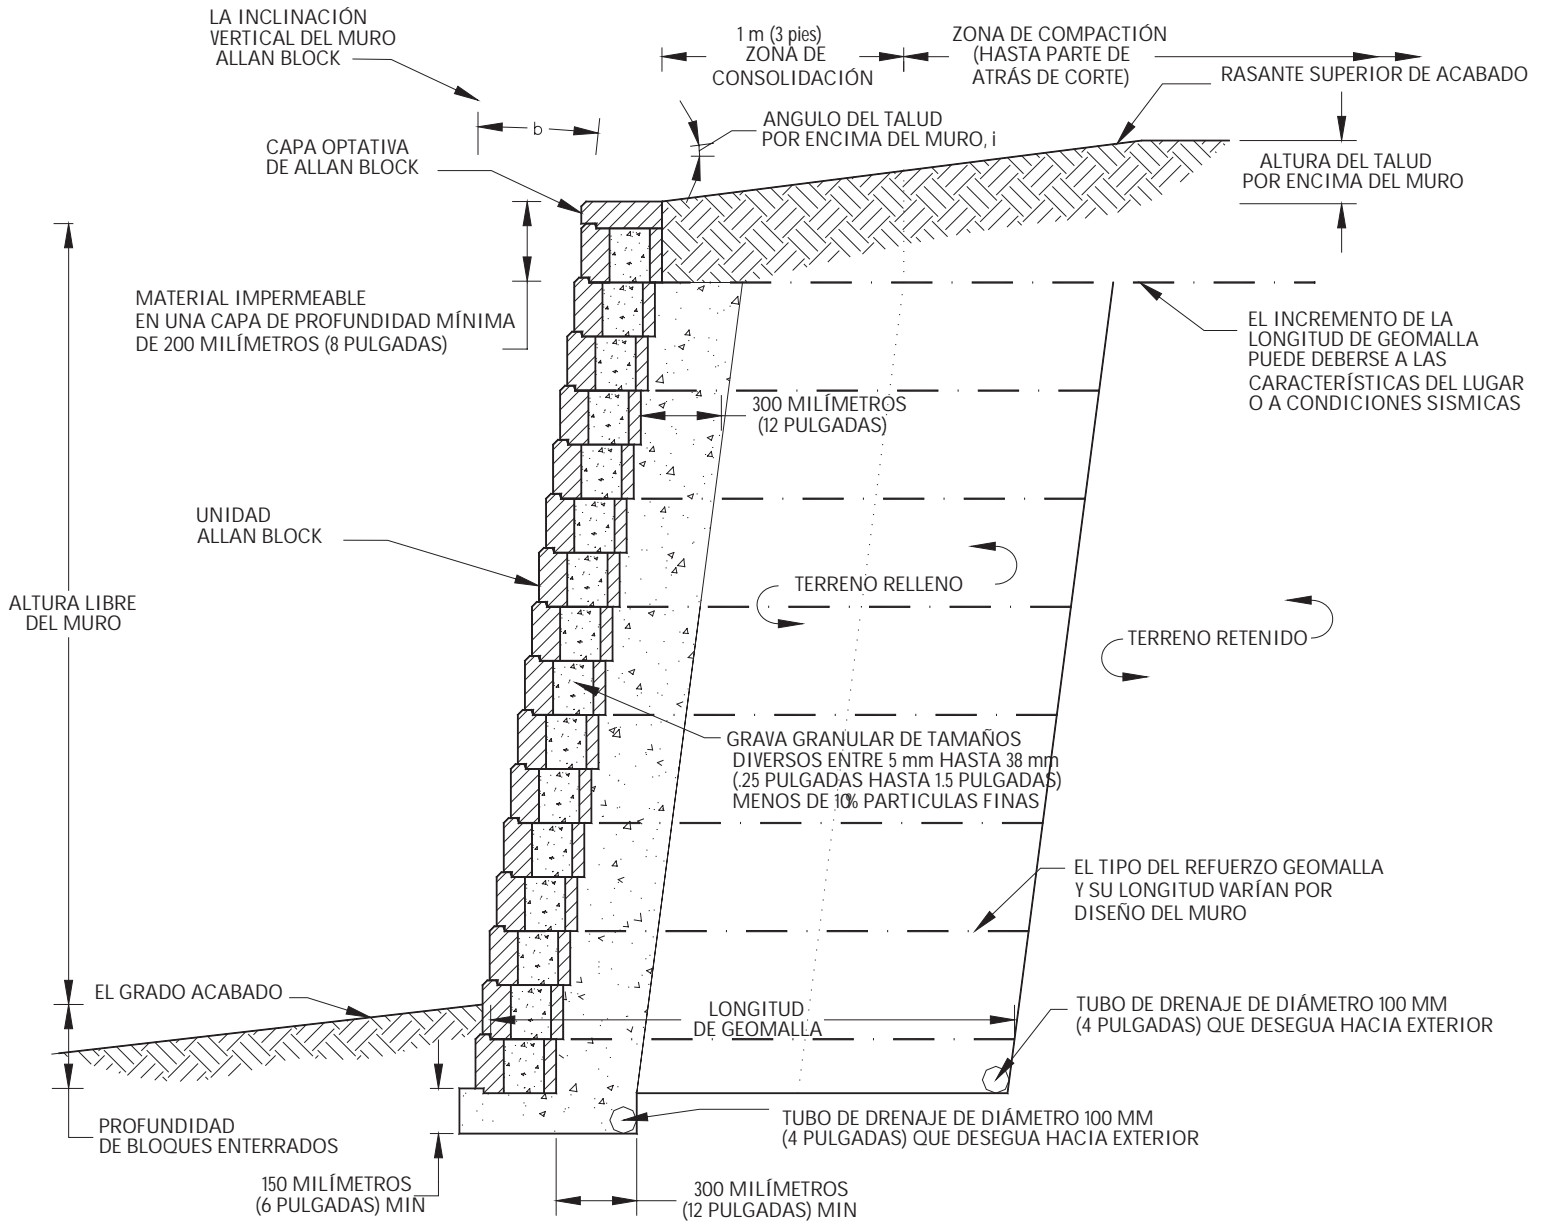 LA INCLINACIÓN
VERTICAL DEL MURO
ALLAN BLOCK
1 m (3 pies)
ZONA DE
CONSOLIDACIÓN
ZONA DE COMPACTIÓN
(HASTA PARTE DE
ATRÁS DE CORTE)
RASANTE SUPERIOR DE ACABADO
b
ANGULO DEL TALUD
POR ENCIMA DEL MURO, i
CAPA OPTATIVA
DE ALLAN BLOCK
ALTURA DEL TALUD
POR ENCIMA DEL MURO
MATERIAL IMPERMEABLE
EN UNA CAPA DE PROFUNDIDAD MÍNIMA
DE 200 MILÍMETROS (8 PULGADAS)
EL INCREMENTO DE LA
LONGITUD DE GEOMALLA
PUEDE DEBERSE A LAS
CARACTERÍSTICAS DEL LUGAR
O A CONDICIONES SISMICAS
300 MILÍMETROS
(12 PULGADAS)
UNIDAD
ALLAN BLOCK
TERRENO RELLENO
ALTURA LIBRE
DEL MURO
TERRENO RETENIDO
GRAVA GRANULAR DE TAMAÑOS
DIVERSOS ENTRE 5 mm HASTA 38 mm
(.25 PULGADAS HASTA 1.5 PULGADAS)
MENOS DE 10% PARTICULAS FINAS
EL TIPO DEL REFUERZO GEOMALLA
Y SU LONGITUD VARÍAN POR
DISEÑO DEL MURO
EL GRADO ACABADO
LONGITUD
DE GEOMALLA
TUBO DE DRENAJE DE DIÁMETRO 100 MM
(4 PULGADAS) QUE DESEGUA HACIA EXTERIOR
PROFUNDIDAD
DE BLOQUES ENTERRADOS
TUBO DE DRENAJE DE DIÁMETRO 100 MM
(4 PULGADAS) QUE DESEGUA HACIA EXTERIOR
150 MILÍMETROS
(6 PULGADAS) MIN
300 MILÍMETROS
(12 PULGADAS) MIN